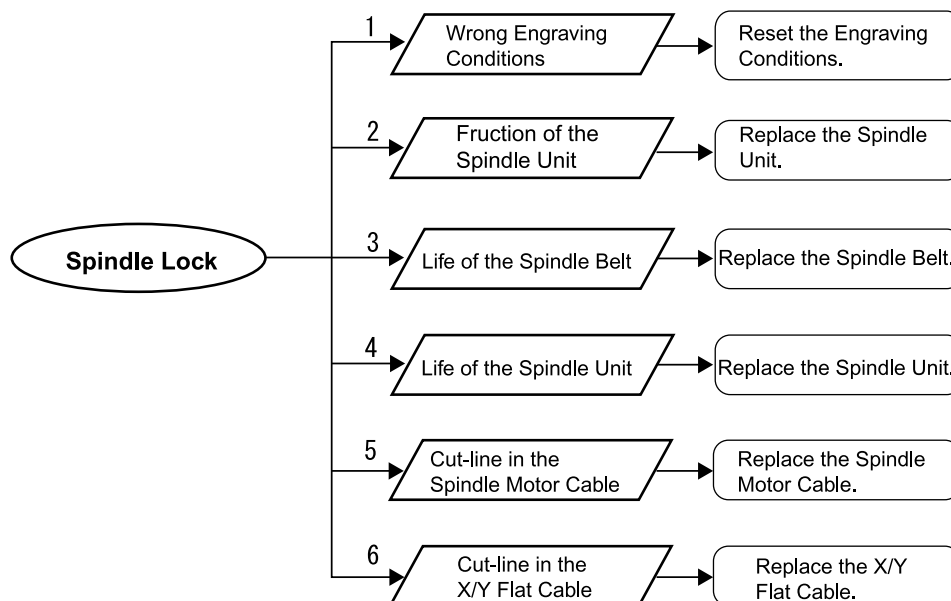 Spindle Lock
1
Wrong Engraving
Conditions
Reset the Engraving
Conditions.
2
Fruction of the
Spindle Unit
Replace the Spindle
Unit.
3
Life of the Spindle Belt
Replace the Spindle Belt.
4
Life of the Spindle Unit
Replace the Spindle Unit.
5
Cut-line in the
Spindle Motor Cable
Replace the Spindle
Motor Cable.
6
Cut-line in the
X/Y Flat Cable
Replace the X/Y
Flat Cable.